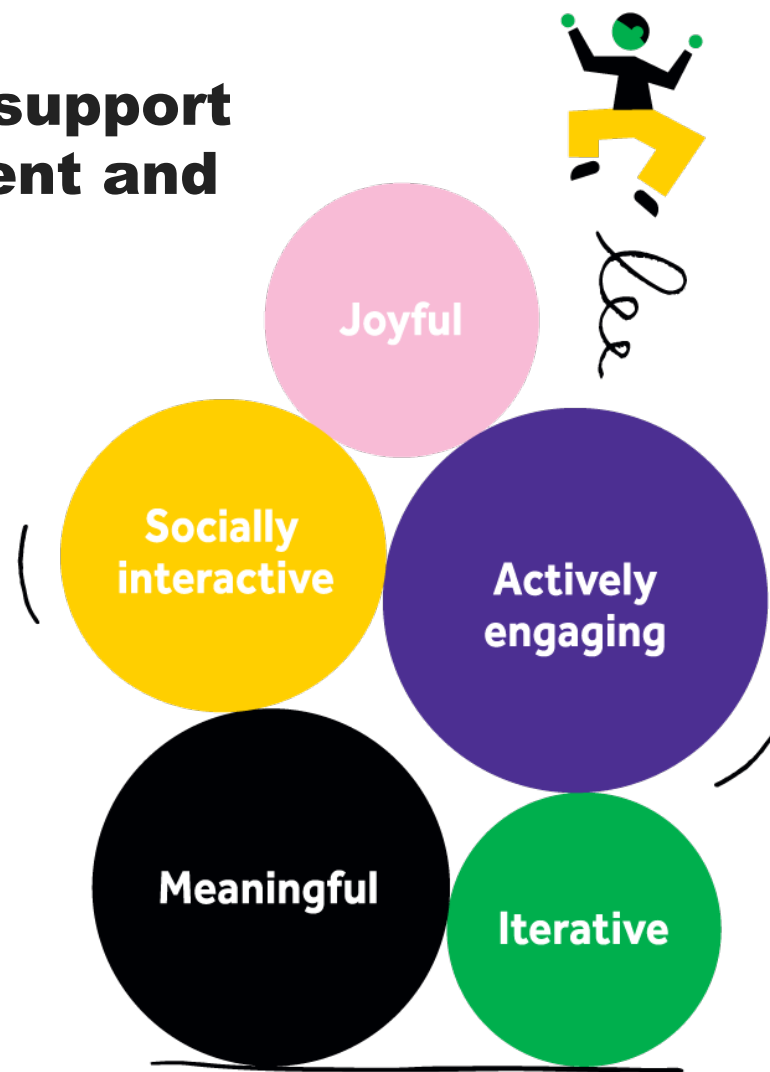 support
ent and
Joyful
Socially
interactive
Actively
engaging
Meaningful
Iterative